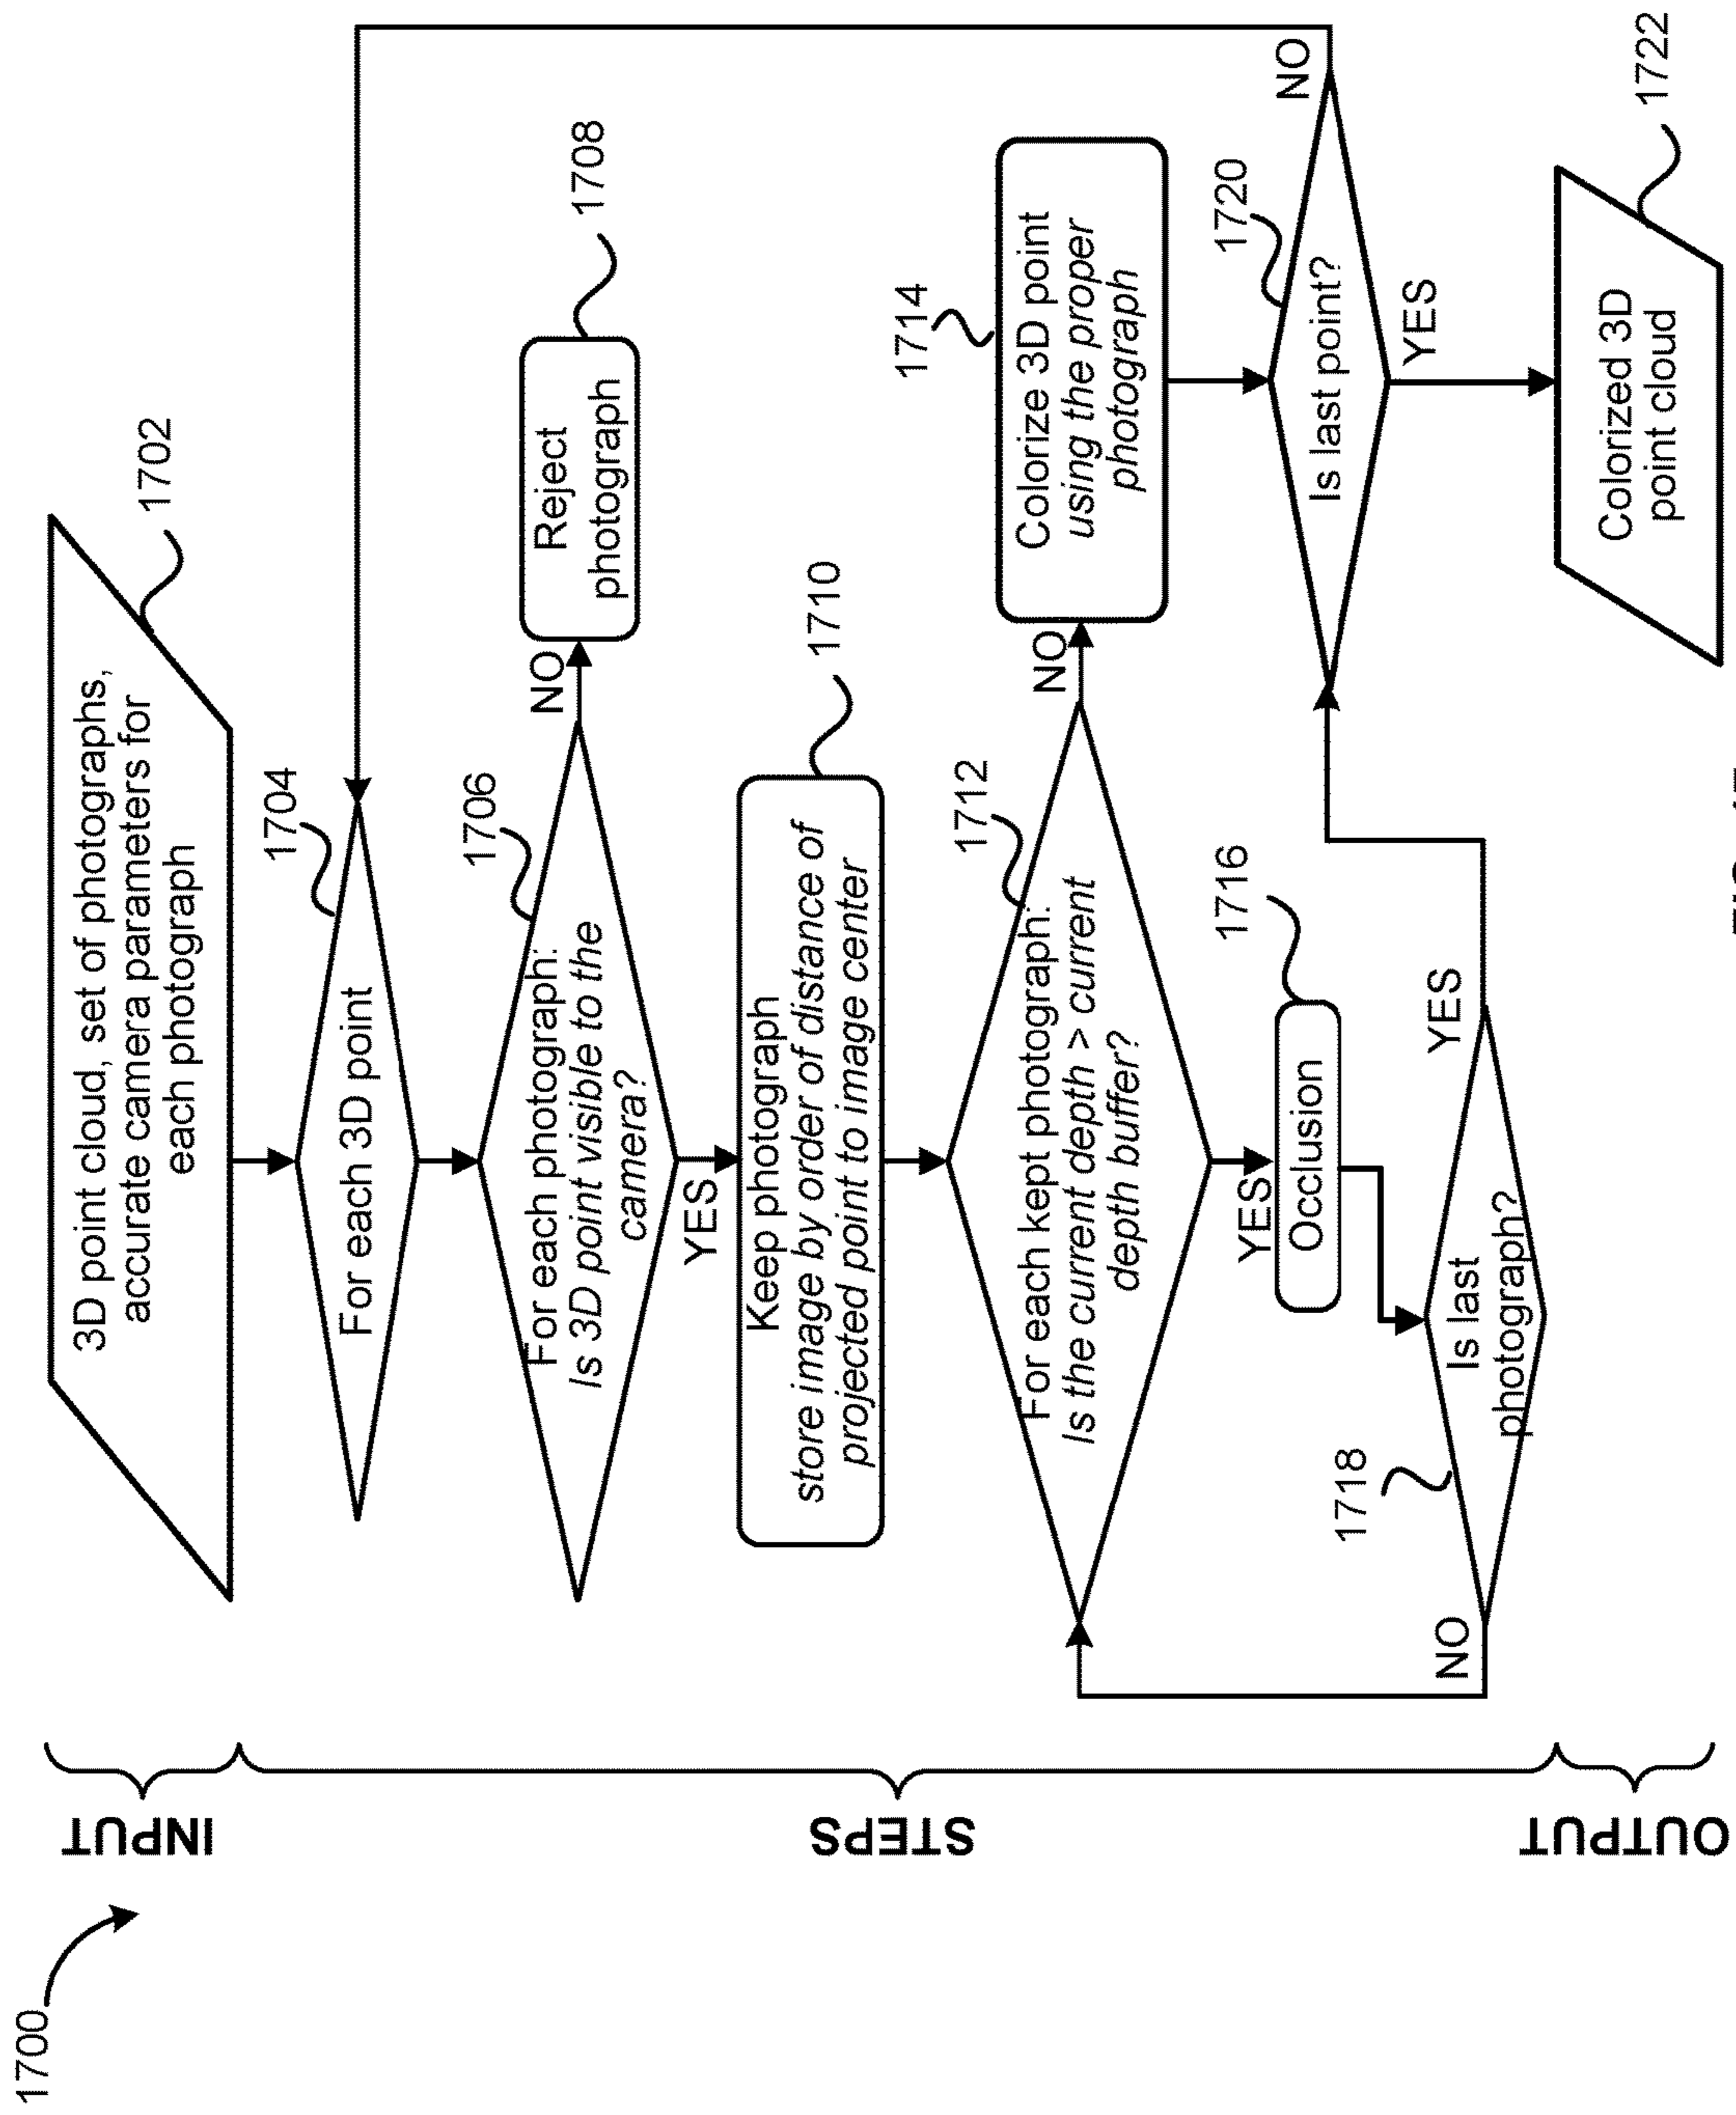 1700
INPUT
STEPS
OUTPUT
3D point cloud, set of photographs,
accurate camera parameters for
each photograph
1702
For each 3D point
1704
For each photograph:
Is 3D point visible to the
camera?
1706
NO
Reject
photograph
1708
YES
Keep photograph
store image by order of distance of
projected point to image center
1710
For each kept photograph:
Is the current depth > current
depth buffer?
1712
NO
Colorize 3D point
using the proper
photograph
1714
YES
Occlusion
1716
Is last
photograph?
1718
NO
YES
Is last point?
1720
NO
YES
Colorized 3D
point cloud
1722